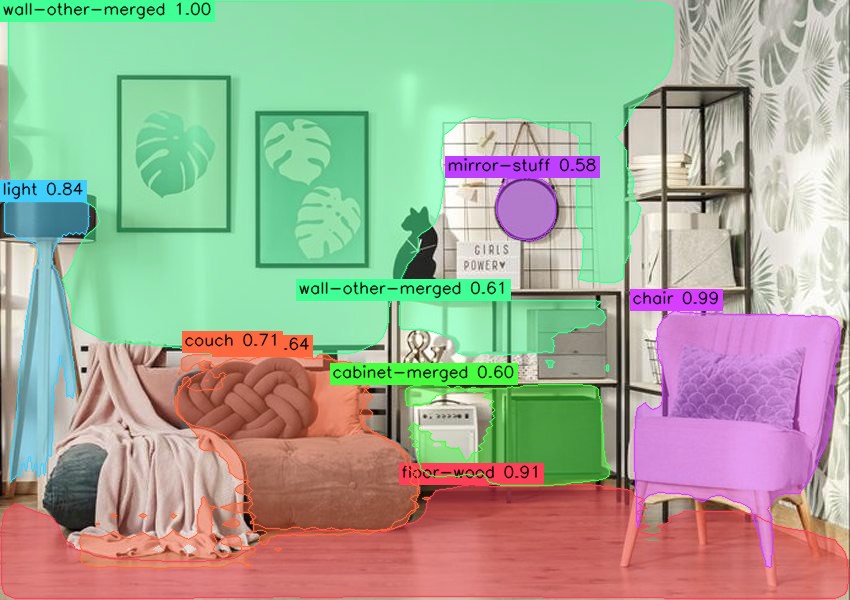 wall-other-merged 1.00
mirror-stuff 0.58
light 0.84
GIRLS
POWER♥
wall-other-merged 0.61
chair 0.99
couch 0.71 .64
&
cabinet-merged 0.60
floor-wood 0.91